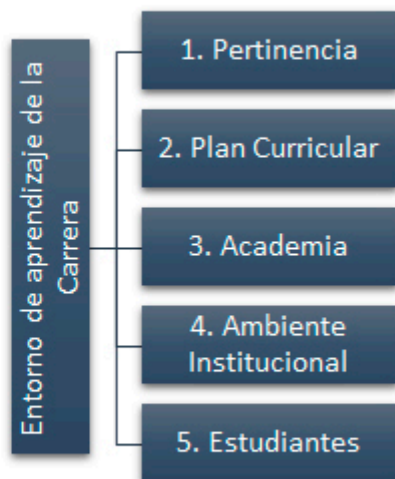 Entorno de aprendizaje de la
Carrera
1. Pertinencia
2. Plan Curricular
3. Academia
4. Ambiente
Institucional
5. Estudiantes